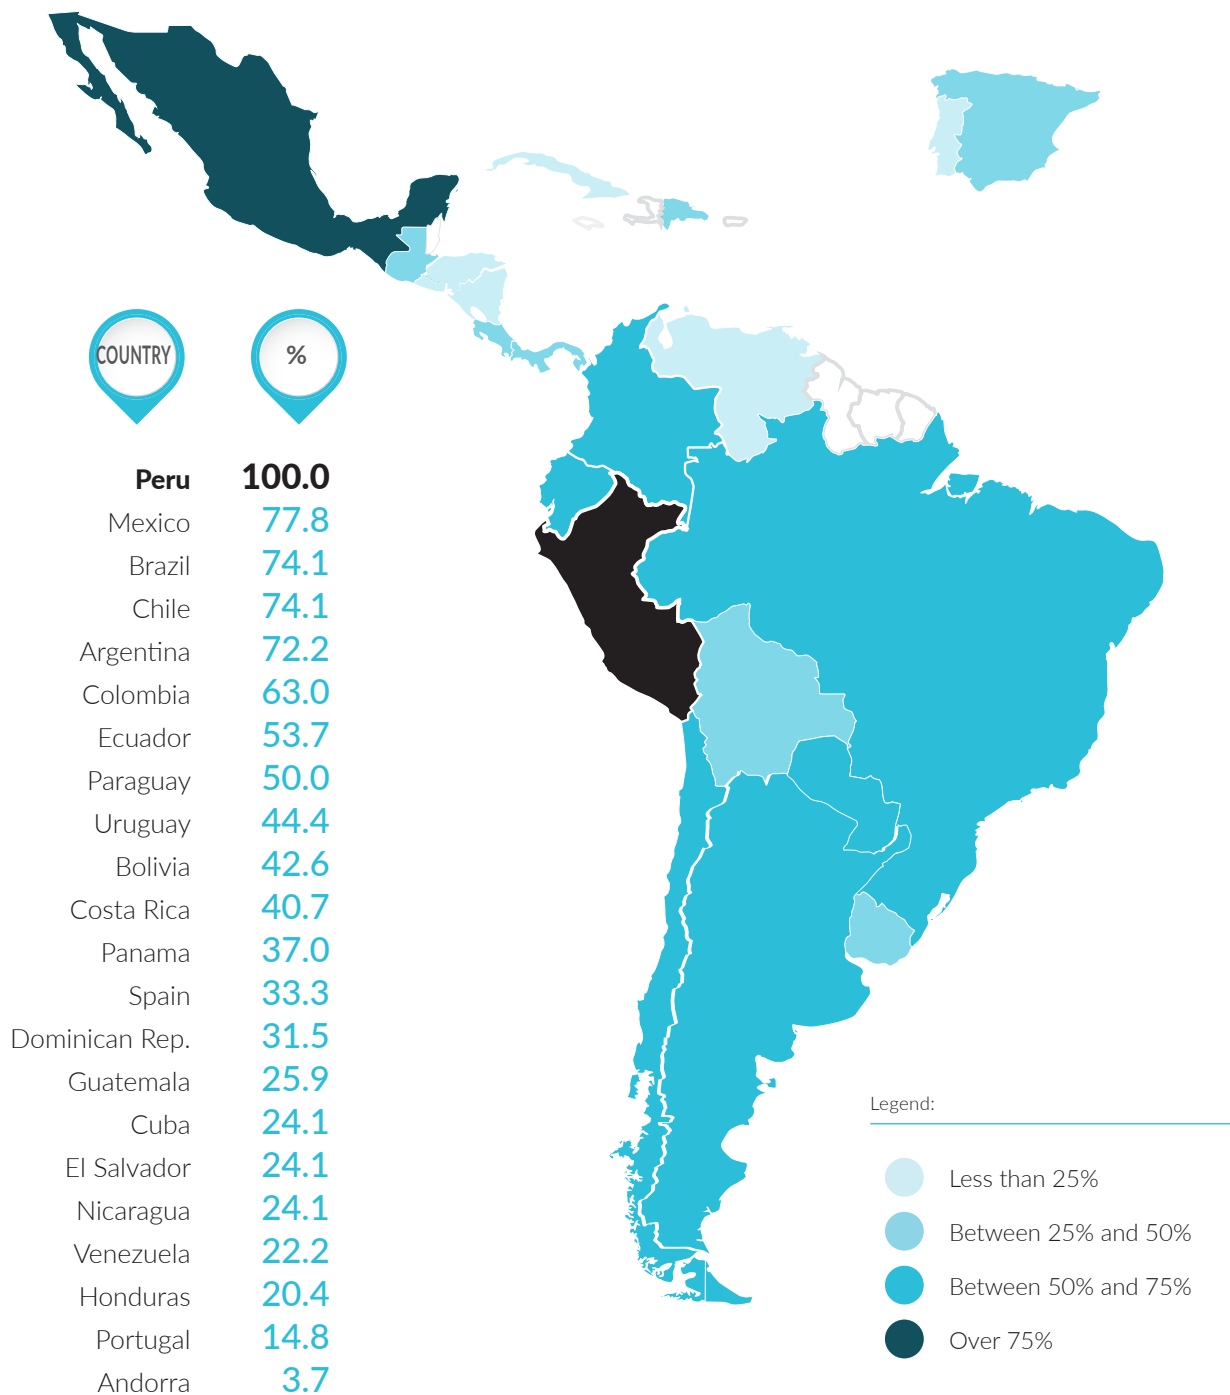 COUNTRY %
Peru 100.0
Mexico 77.8
Brazil 74.1
Chile 74.1
Argentina 72.2
Colombia 63.0
Ecuador 53.7
Paraguay 50.0
Uruguay 44.4
Bolivia 42.6
Costa Rica 40.7
Panama 37.0
Spain 33.3
Dominican Rep. 31.5
Guatemala 25.9
Cuba 24.1
El Salvador 24.1
Nicaragua 24.1
Venezuela 22.2
Honduras 20.4
Portugal 14.8
Andorra 3.7
Legend:
Less than 25%
Between 25% and 50%
Between 50% and 75%
Over 75%